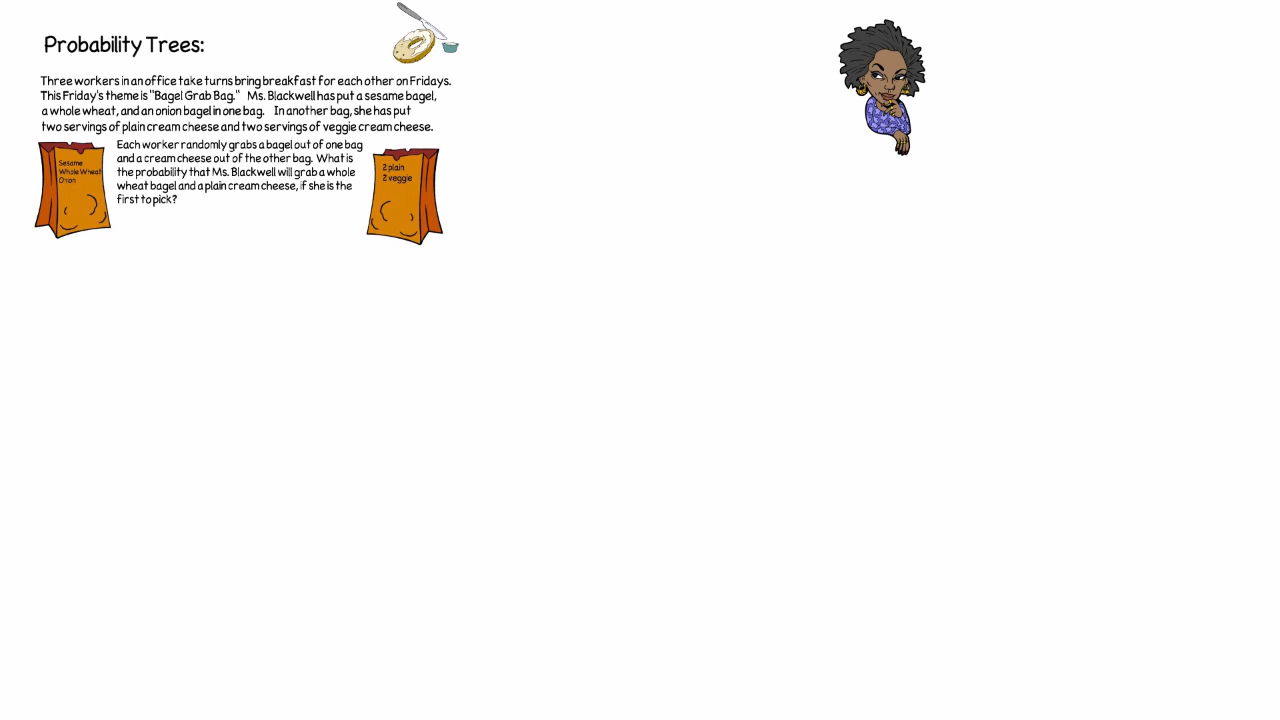 Probability Trees:
Three workers in an office take turns bring breakfast for each other on Fridays.
This Friday's theme is "Bagel Grab Bag." Ms. Blackwell has put a sesame bagel,
a whole wheat, and an onion bagel in one bag. In another bag, she has put
two servings of plain cream cheese and two servings of veggie cream cheese.
Each worker randomly grabs a bagel out of one bag
and a cream cheese out of the other bag. What is
the probability that Ms. Blackwell will grab a whole
wheat bagel and a plain cream cheese, if she is the
first to pick?
Sesame
Whole Wheat
Onion
2 plain
2 veggie